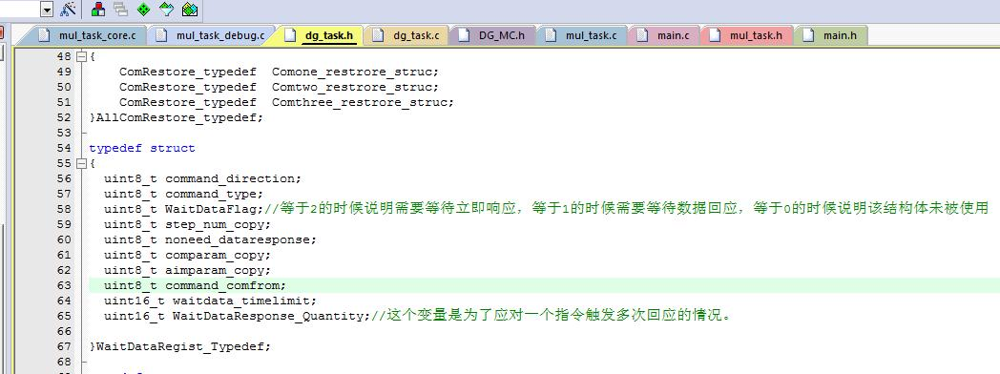 mul_task_core.c mul_task_debug.c dg_task.h dg_task.c DG_MC.c mul_task.c main.c mul_task.h main.h
48 {
49 ComRestore_typedef Comone_restrore_struc;
50 ComRestore_typedef Comtwo_restrore_struc;
51 ComRestore_typedef Comthree_restrore_struc;
52 }AllComRestore_typedef;
53
54 typedef struct
55 {
56 uint8_t command_direction;
57 uint8_t command_type;
58 uint8_t WaitDataFlag;//等于2的时候说明需要等待立即响应，等于1的时候需要等待数据回应，等于0的时候说明该结构体未被使用
59 uint8_t step_num_copy;
60 uint8_t noneed_dataresponse;
61 uint8_t comparam_copy;
62 uint8_t aimparam_copy;
63 uint8_t command_comfrom;
64 uint16_t waitdata_timelimit;
65 uint16_t WaitDataResponse_Quantity;//这个变量是为了应对一个指令触发多次回应的情况。
66
67 }WaitDataRegist_Typedef;
68